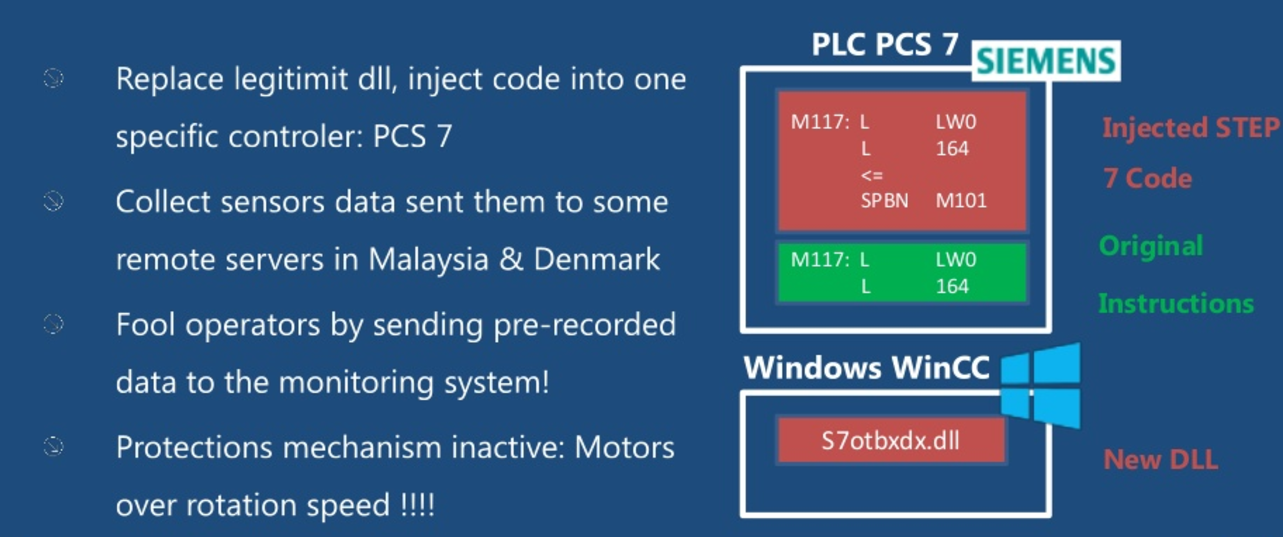 Replace legitimit dll, inject code into one
specific controler: PCS 7
Collect sensors data sent them to some
remote servers in Malaysia & Denmark
Fool operators by sending pre-recorded
data to the monitoring system!
Protections mechanism inactive: Motors
over rotation speed !!!!
PLC PCS 7
SIEMENS
M117: L LW0
L 164
<=
SPBN M101
M117: L LW0
L 164
Injected STEP
7 Code
Original
Instructions
Windows WinCC
S7otbxdx.dll
New DLL